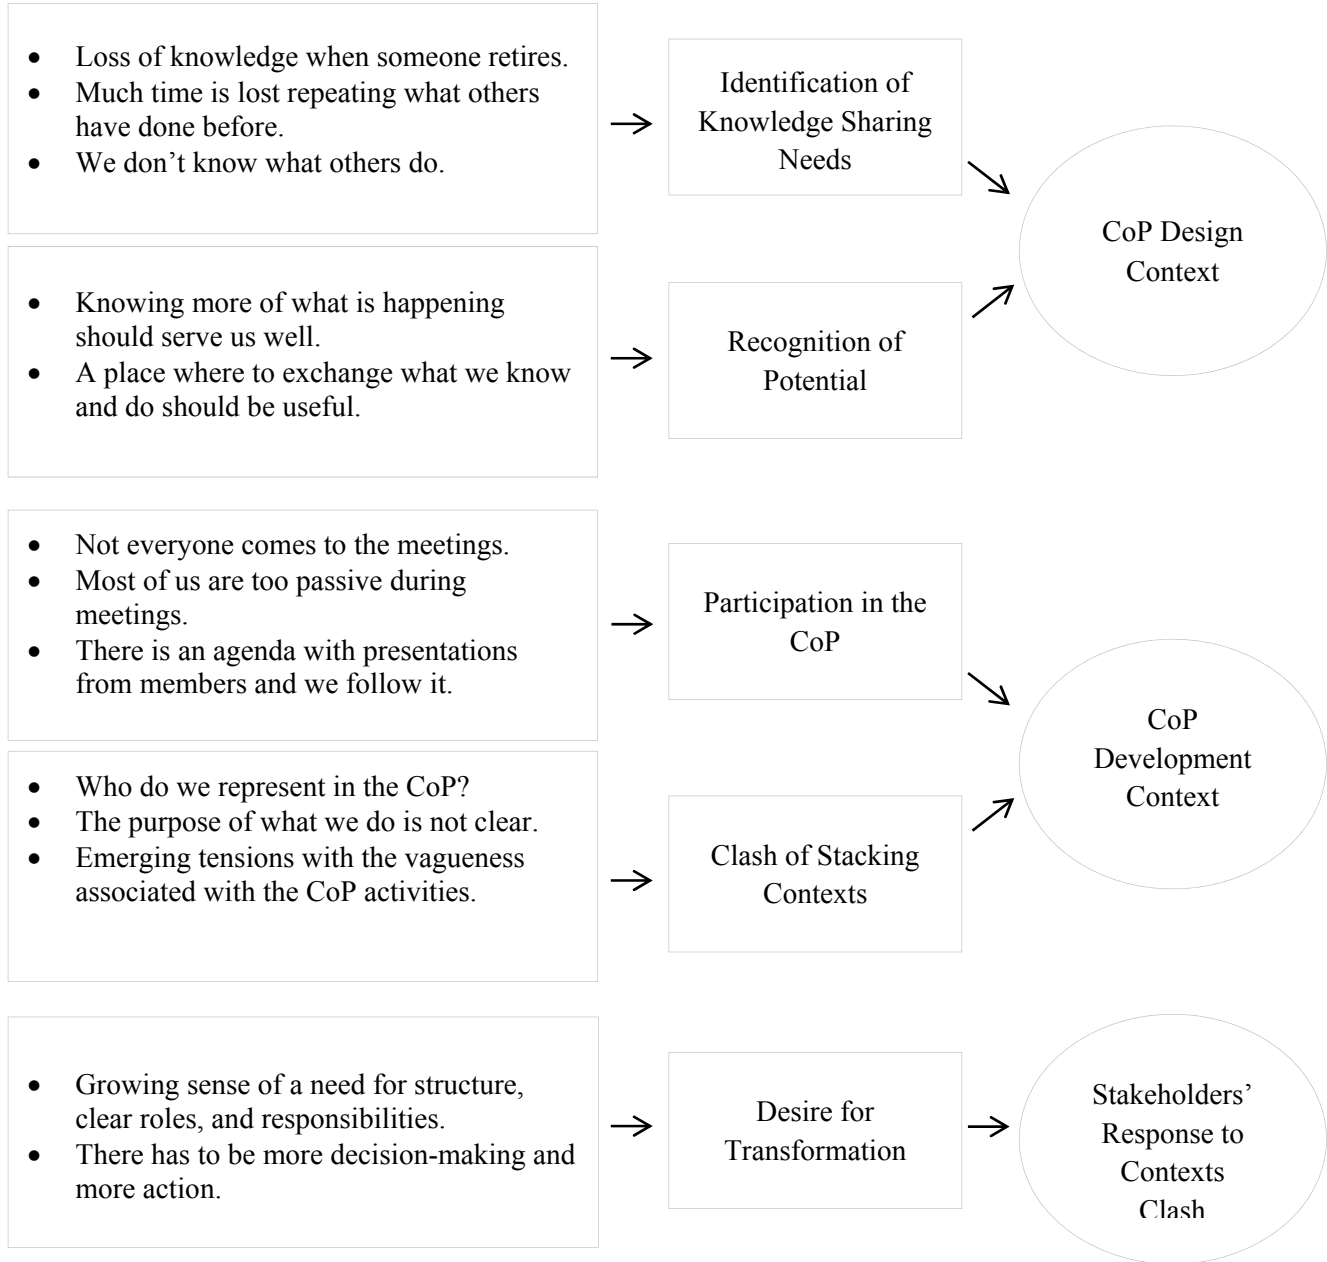 • Loss of knowledge when someone retires.
• Much time is lost repeating what others
have done before.
• We don’t know what others do.
Identification of
Knowledge Sharing
Needs
CoP Design
Context
• Knowing more of what is happening
should serve us well.
• A place where to exchange what we know
and do should be useful.
Recognition of
Potential
• Not everyone comes to the meetings.
• Most of us are too passive during
meetings.
• There is an agenda with presentations
from members and we follow it.
Participation in the
CoP
CoP
Development
Context
• Who do we represent in the CoP?
• The purpose of what we do is not clear.
• Emerging tensions with the vagueness
associated with the CoP activities.
Clash of Stacking
Contexts
• Growing sense of a need for structure,
clear roles, and responsibilities.
• There has to be more decision-making and
more action.
Desire for
Transformation
Stakeholders’
Response to
Contexts
Clash